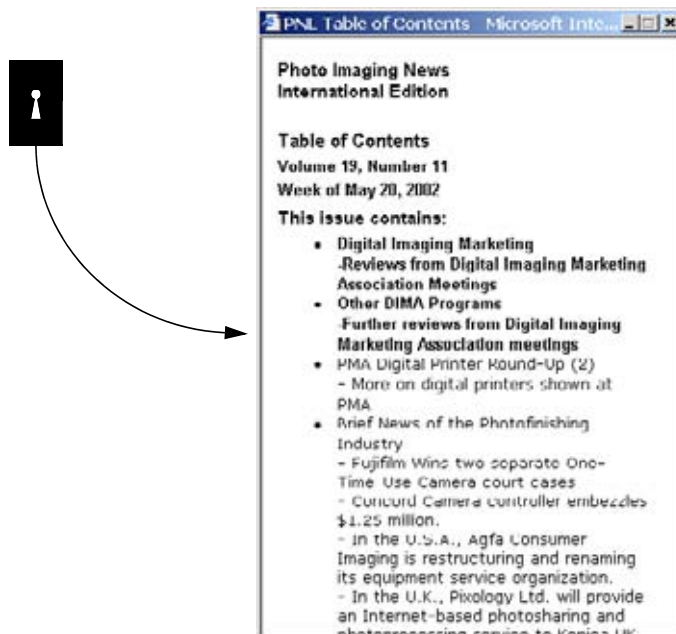 PNL Table of Contents - Microsoft Inte...
Photo Imaging News
International Edition
Table of Contents
Volume 19, Number 11
Week of May 20, 2002
This issue contains:
• Digital Imaging Marketing
-Reviews from Digital Imaging Marketing
Association Meetings
• Other DIMA Programs
-Further reviews from Digital Imaging
Marketing Association meetings
• PMA Digital Printer Round-Up (2)
- More on digital printers shown at
PMA
• Brief News of the Photofinishing
Industry
- Fujifilm Wins two separate One-
Time Use Camera court cases
- Concord Camera controller embezzles
$1.25 million.
- In the U.S.A., Agfa Consumer
Imaging is restructuring and renaming
its equipment service organization.
- In the U.K., Pixology Ltd. will provide
an Internet-based photosharing and
photoprocessing service to Konica UK